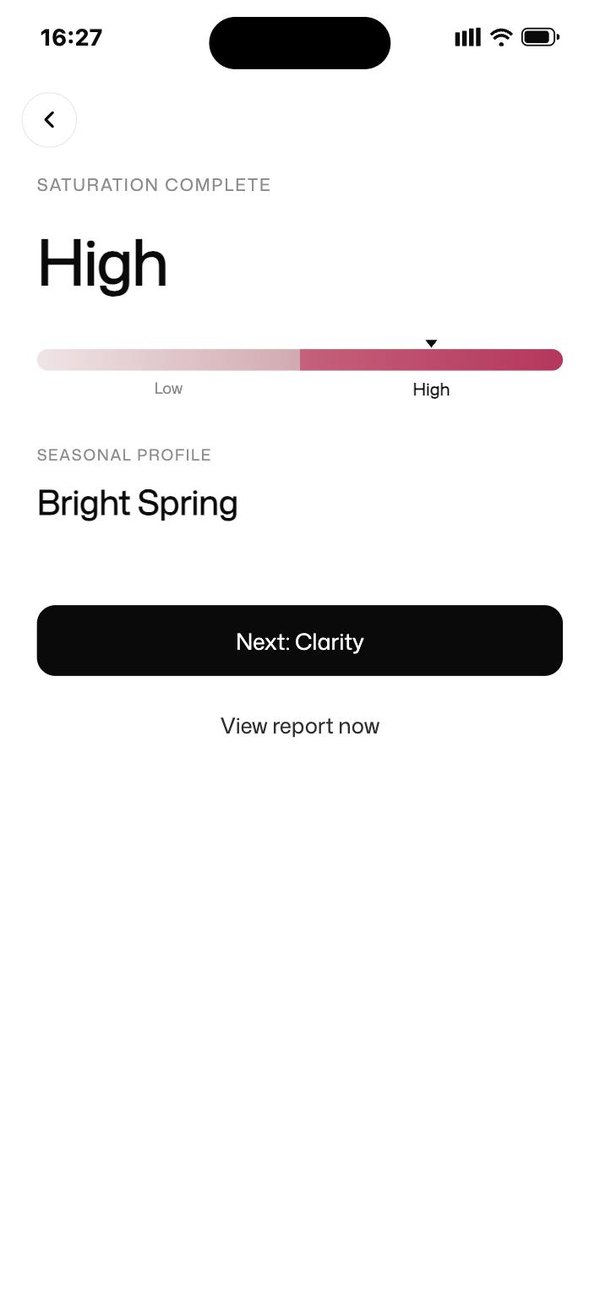 16:27
SATURATION COMPLETE
High
Low High
SEASONAL PROFILE
Bright Spring
Next: Clarity
View report now